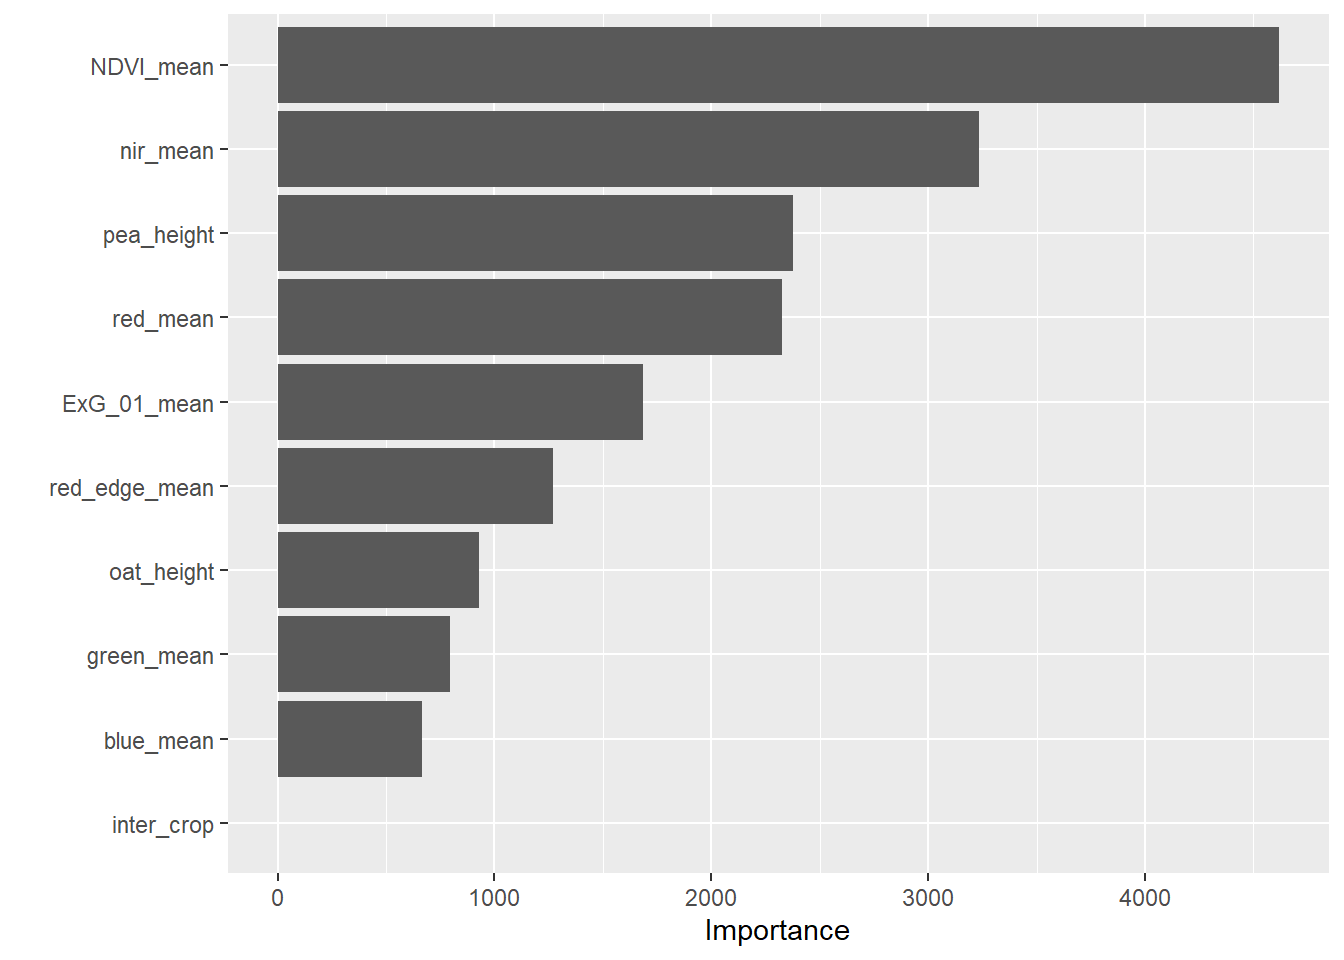 NDVI_mean
nir_mean
pea_height
red_mean
ExG_01_mean
red_edge_mean
oat_height
green_mean
blue_mean
inter_crop
0 1000 2000 3000 4000
Importance